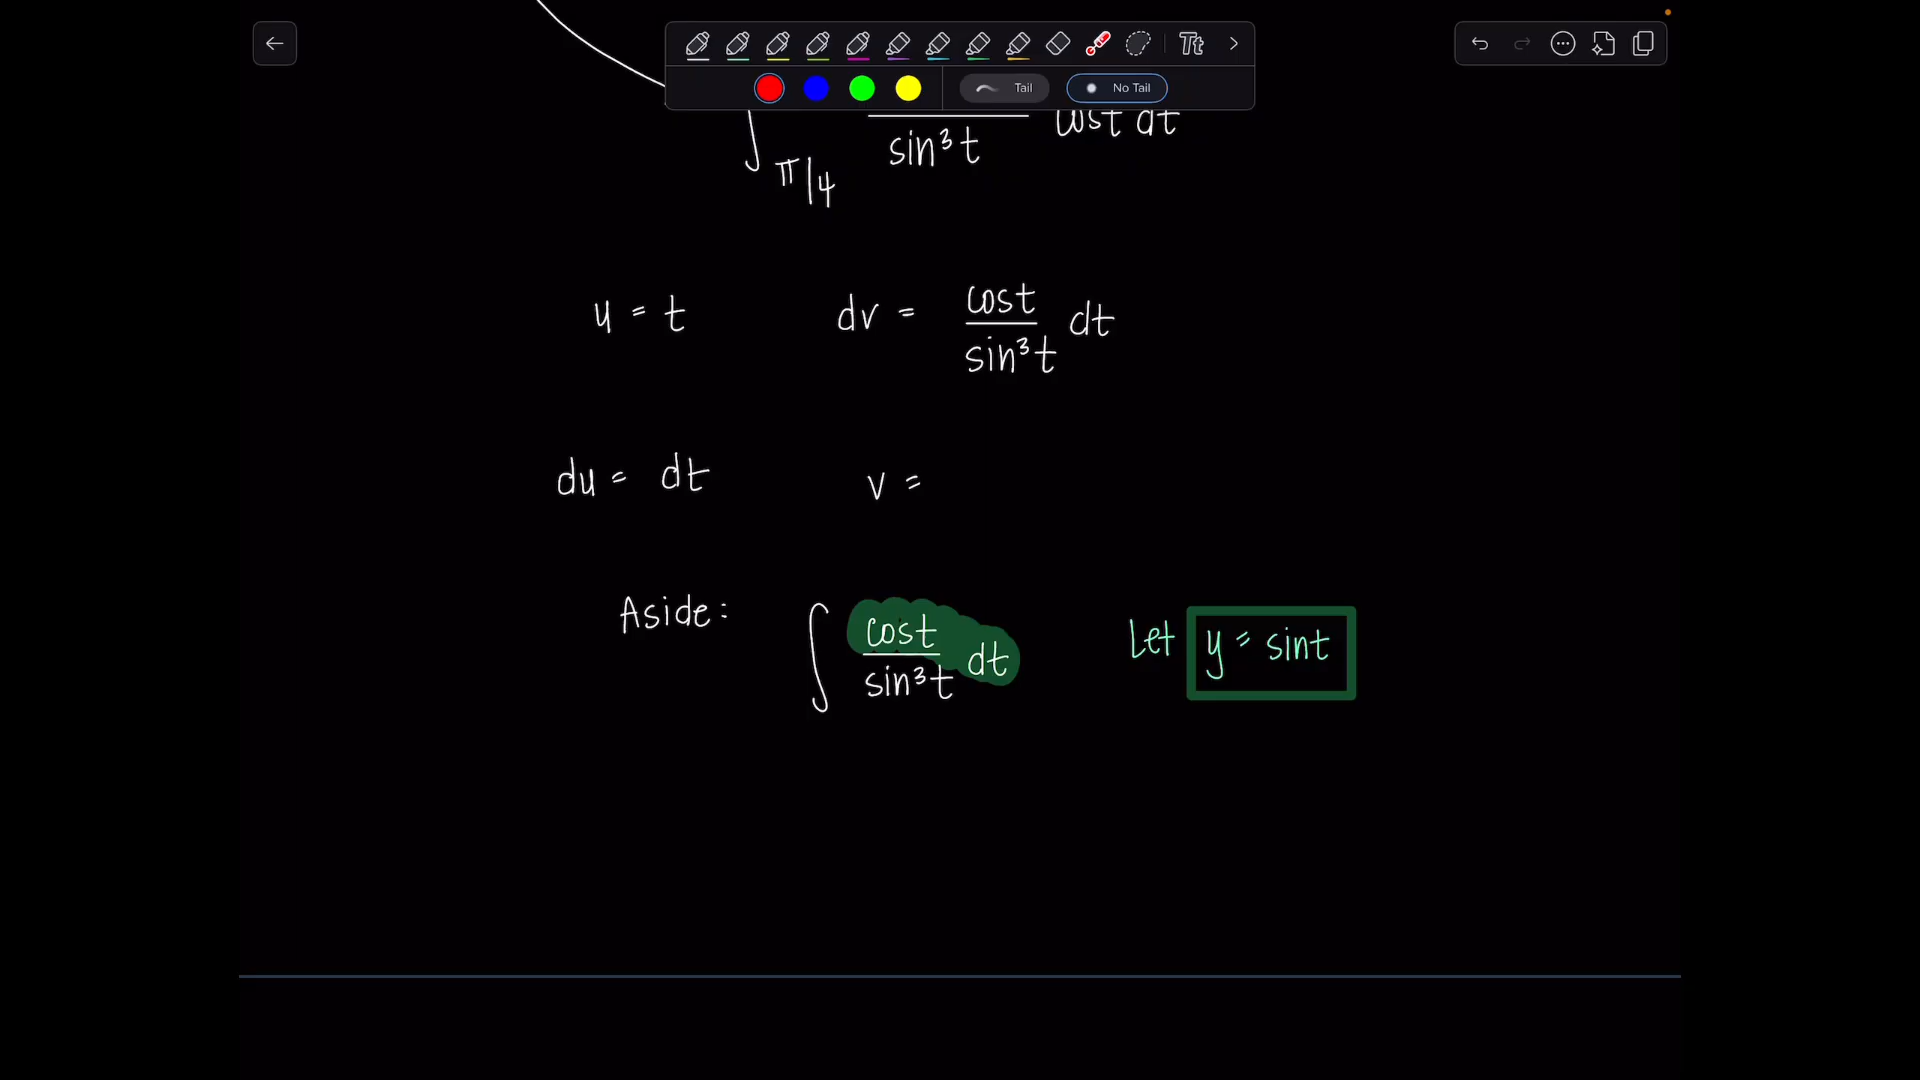 Tt
Tail No Tail
∫_{π/4} /sin³t cost dt
u = t dv = cost/sin³t dt
du = dt v =
Aside: ∫ cost/sin³t dt Let y = sint